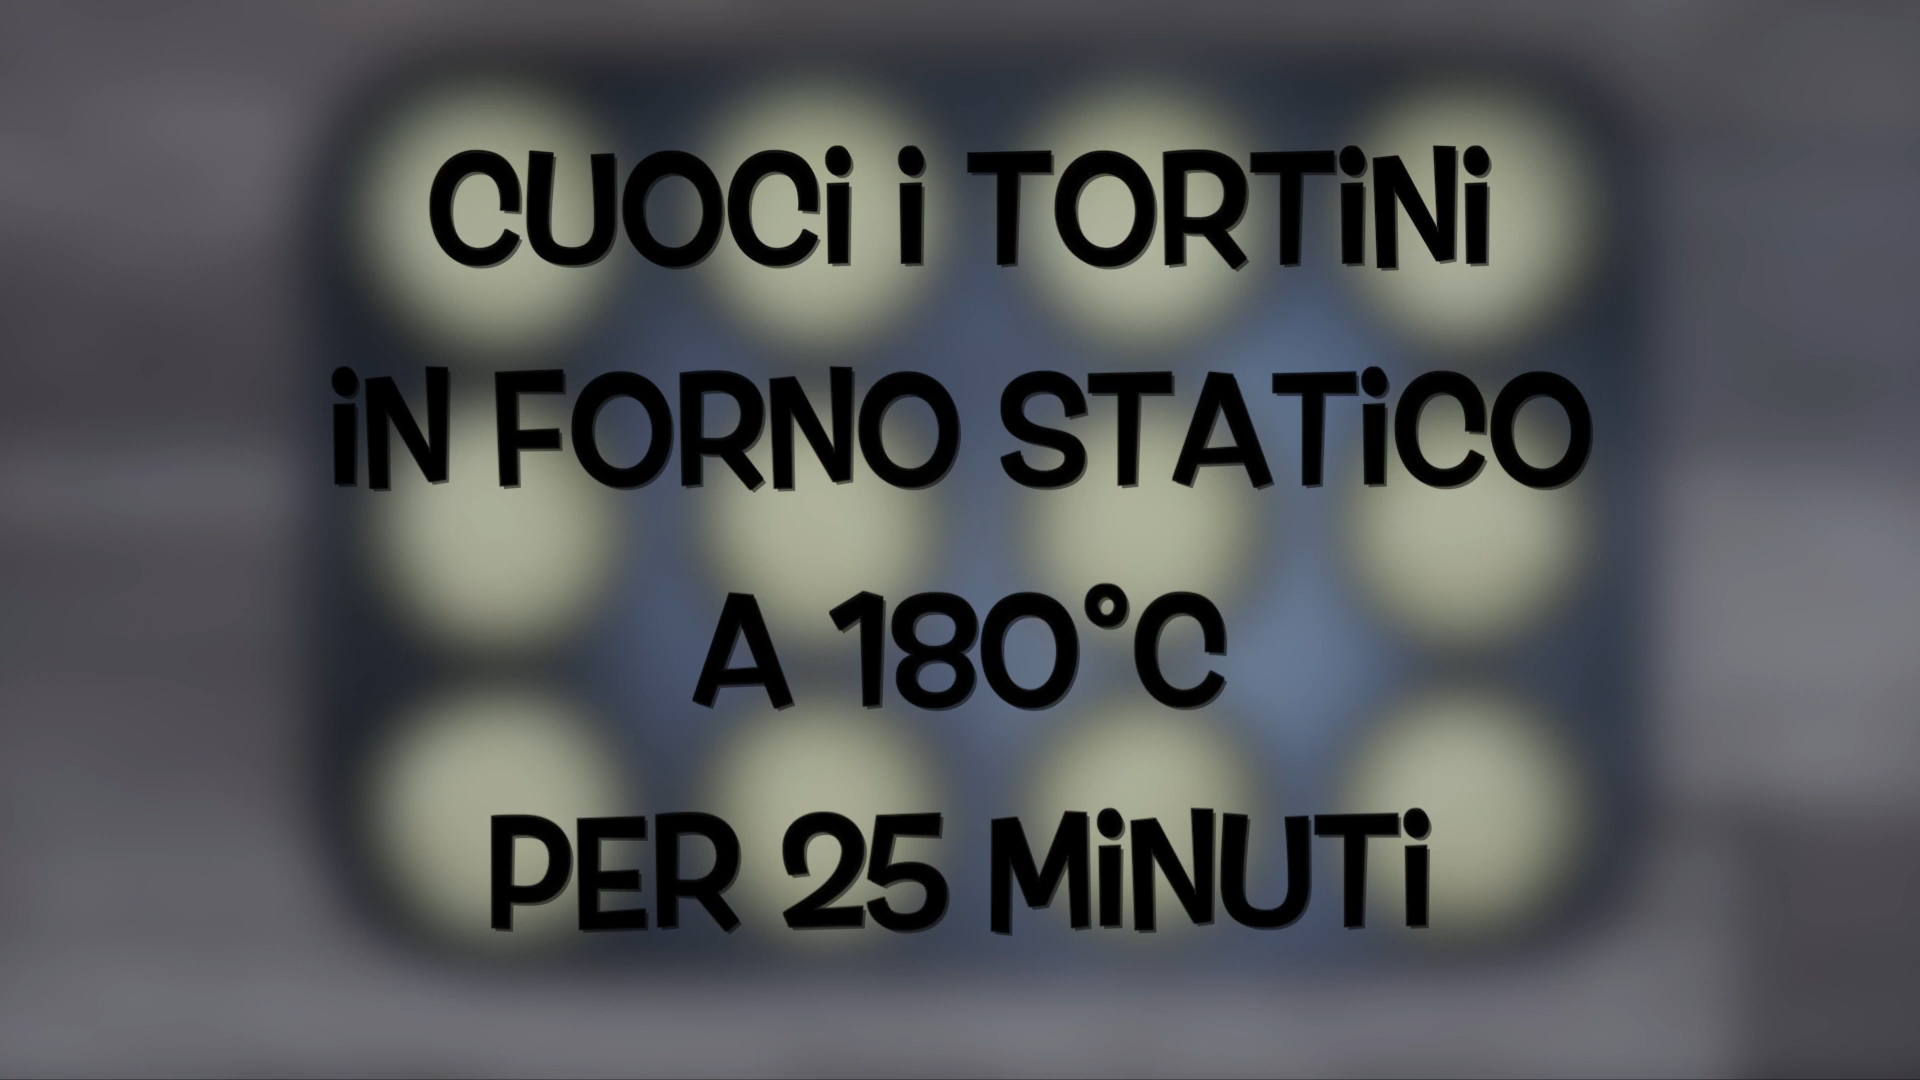 CUOCi i TORTiNi
iN FORNO STATiCO
A 180°C
PER 25 MiNUTi